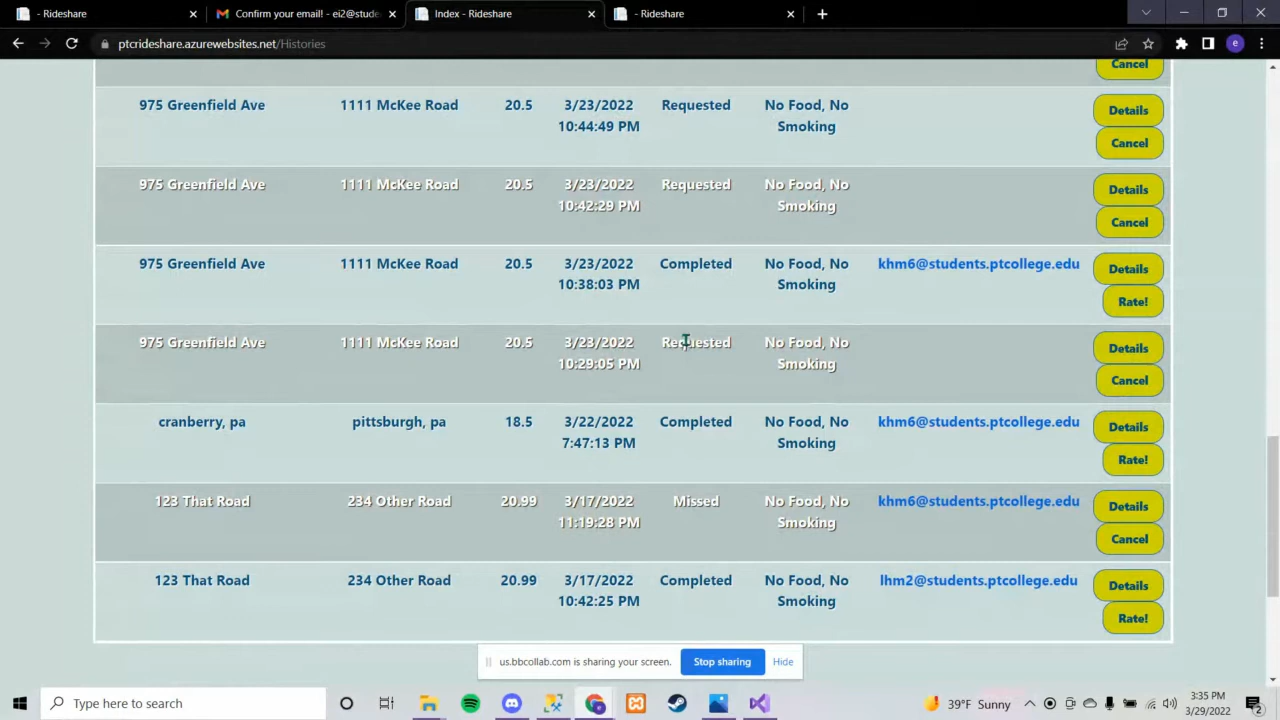 - Rideshare
Confirm your email! - ei2@stude
Index - Rideshare
- Rideshare
ptcrideshare.azurewebsites.net/Histories
e
Cancel
975 Greenfield Ave 1111 McKee Road 20.5 3/23/2022 Requested No Food, No Details
10:44:49 PM Smoking
Cancel
975 Greenfield Ave 1111 McKee Road 20.5 3/23/2022 Requested No Food, No Details
10:42:29 PM Smoking
Cancel
975 Greenfield Ave 1111 McKee Road 20.5 3/23/2022 Completed No Food, No khm6@students.ptcollege.edu Details
10:38:03 PM Smoking
Rate!
975 Greenfield Ave 1111 McKee Road 20.5 3/23/2022 Requested No Food, No Details
10:29:05 PM Smoking
Cancel
cranberry, pa pittsburgh, pa 18.5 3/22/2022 Completed No Food, No khm6@students.ptcollege.edu Details
7:47:13 PM Smoking
Rate!
123 That Road 234 Other Road 20.99 3/17/2022 Missed No Food, No khm6@students.ptcollege.edu Details
11:19:28 PM Smoking
Cancel
123 That Road 234 Other Road 20.99 3/17/2022 Completed No Food, No lhm2@students.ptcollege.edu Details
10:42:25 PM Smoking
Rate!
us.bbcollab.com is sharing your screen. Stop sharing Hide
Type here to search
39°F Sunny
3:35 PM
3/29/2022
2